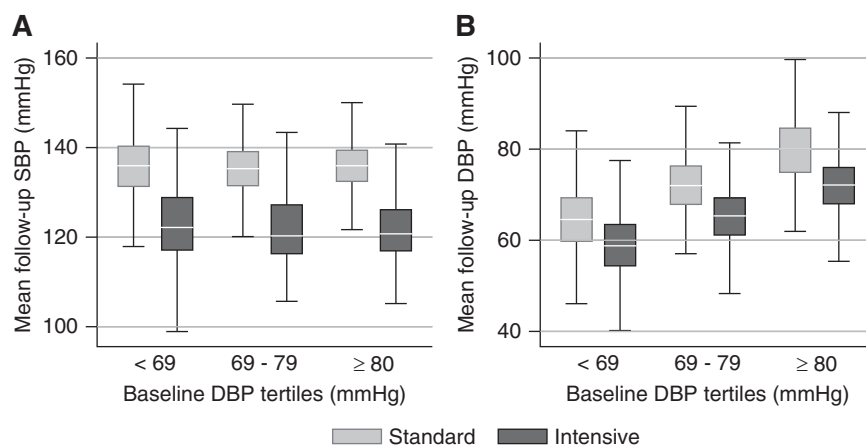 A
B
160
140
120
100
Mean follow-up SBP (mmHg)
< 69
69 - 79
≥ 80
Baseline DBP tertiles (mmHg)
100
80
60
40
Mean follow-up DBP (mmHg)
< 69
69 - 79
≥ 80
Baseline DBP tertiles (mmHg)
Standard
Intensive